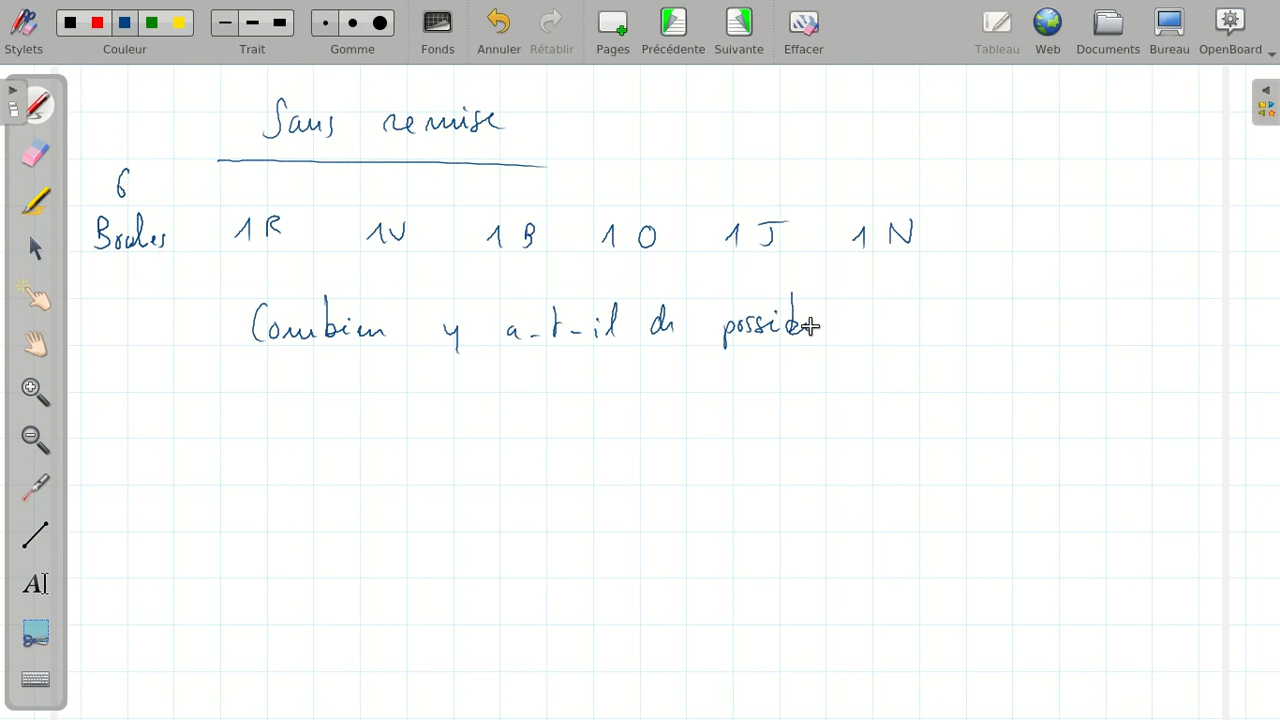 Stylets Couleur Trait Gomme Fonds Annuler Rétablir Pages Précédente Suivante Effacer Tableau Web Documents Bureau OpenBoard
Sans remise
6
Boules 1 R 1 V 1 B 1 O 1 J 1 N
Combien y a-t-il de possib